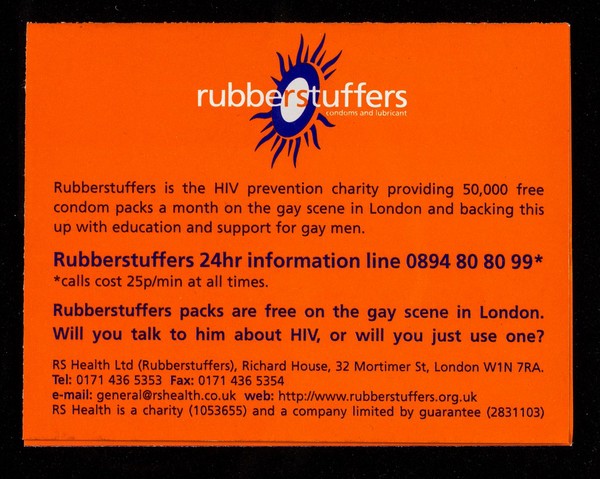 rubberstuffers
condoms and lubricant
Rubberstuffers is the HIV prevention charity providing 50,000 free
condom packs a month on the gay scene in London and backing this
up with education and support for gay men.
Rubberstuffers 24hr information line 0894 80 80 99*
*calls cost 25p/min at all times.
Rubberstuffers packs are free on the gay scene in London.
Will you talk to him about HIV, or will you just use one?
RS Health Ltd (Rubberstuffers), Richard House, 32 Mortimer St, London W1N 7RA.
Tel: 0171 436 5353 Fax: 0171 436 5354
e-mail: general@rshealth.co.uk web: http://www.rubberstuffers.org.uk
RS Health is a charity (1053655) and a company limited by guarantee (2831103)